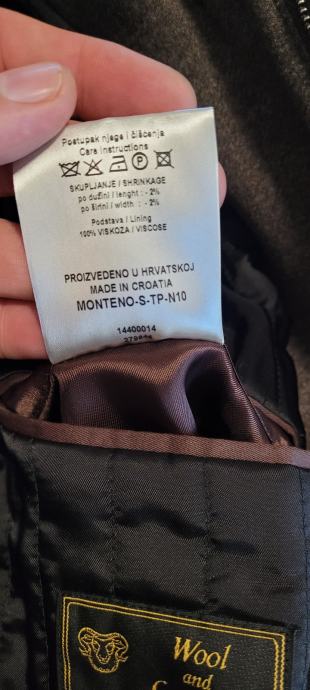 Postupak njege i čišćenja
Care instructions
SKUPLJANJE / SHRINKAGE
po dužini / lenght : - 2%
po širini / width : - 2%
Podstava / Lining
100% VISKOZA / VISCOSE
PROIZVEDENO U HRVATSKOJ
MADE IN CROATIA
MONTENO-S-TP-N10
14400014
Wool
and